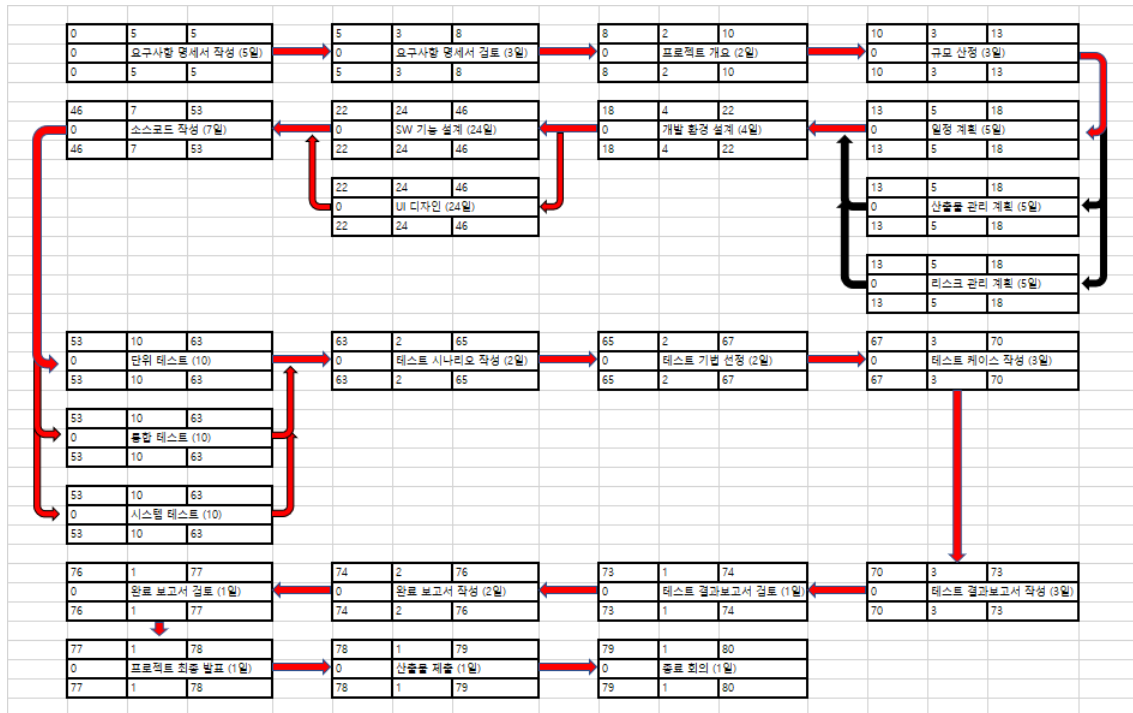 0 5 5 5 3 8 8 2 10 10 3 13
0 요구사항 명세서 작성 (5일) 0 요구사항 명세서 검토 (3일) 0 프로젝트 개요 (2일) 0 규모 산정 (3일)
0 5 5 5 3 8 8 2 10 10 3 13
46 7 53 22 24 46 18 4 22 13 5 18
0 소스코드 작성 (7일) 0 SW 기능 설계 (24일) 0 개발 환경 설계 (4일) 0 일정 계획 (5일)
46 7 53 22 24 46 18 4 22 13 5 18
22 24 46 13 5 18
0 UI 디자인 (24일) 0 산출물 관리 계획 (5일)
22 24 46 13 5 18
13 5 18
0 리스크 관리 계획 (5일)
13 5 18
53 10 63 63 2 65 65 2 67 67 3 70
0 단위 테스트 (10) 0 테스트 시나리오 작성 (2일) 0 테스트 기법 선정 (2일) 0 테스트 케이스 작성 (3일)
53 10 63 63 2 65 65 2 67 67 3 70
53 10 63
0 통합 테스트 (10)
53 10 63
53 10 63
0 시스템 테스트 (10)
53 10 63
76 1 77 74 2 76 73 1 74 70 3 73
0 완료 보고서 검토 (1일) 0 완료 보고서 작성 (2일) 0 테스트 결과보고서 검토 (1일) 0 테스트 결과보고서 작성 (3일)
76 1 77 74 2 76 73 1 74 70 3 73
77 1 78 78 1 79 79 1 80
0 프로젝트 최종 발표 (1일) 0 산출물 제출 (1일) 0 종료 회의 (1일)
77 1 78 78 1 79 79 1 80